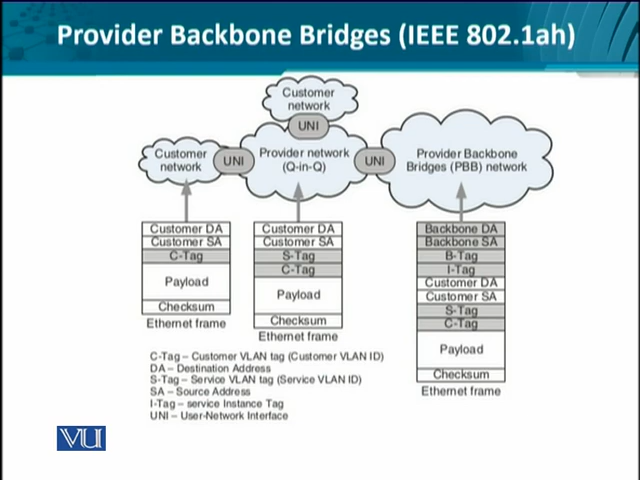 Provider Backbone Bridges (IEEE 802.1ah)
Customer
network
UNI
Customer
network
UNI
Provider network
(Q-in-Q)
UNI
Provider Backbone
Bridges (PBB) network
Customer DA
Customer SA
C-Tag
Payload
Checksum
Ethernet frame
Customer DA
Customer SA
S-Tag
C-Tag
Payload
Checksum
Ethernet frame
Backbone DA
Backbone SA
B-Tag
I-Tag
Customer DA
Customer SA
S-Tag
C-Tag
Payload
Checksum
Ethernet frame
C-Tag – Customer VLAN tag (Customer VLAN ID)
DA – Destination Address
S-Tag – Service VLAN tag (Service VLAN ID)
SA – Source Address
I-Tag – service Instance Tag
UNI – User-Network Interface
VU